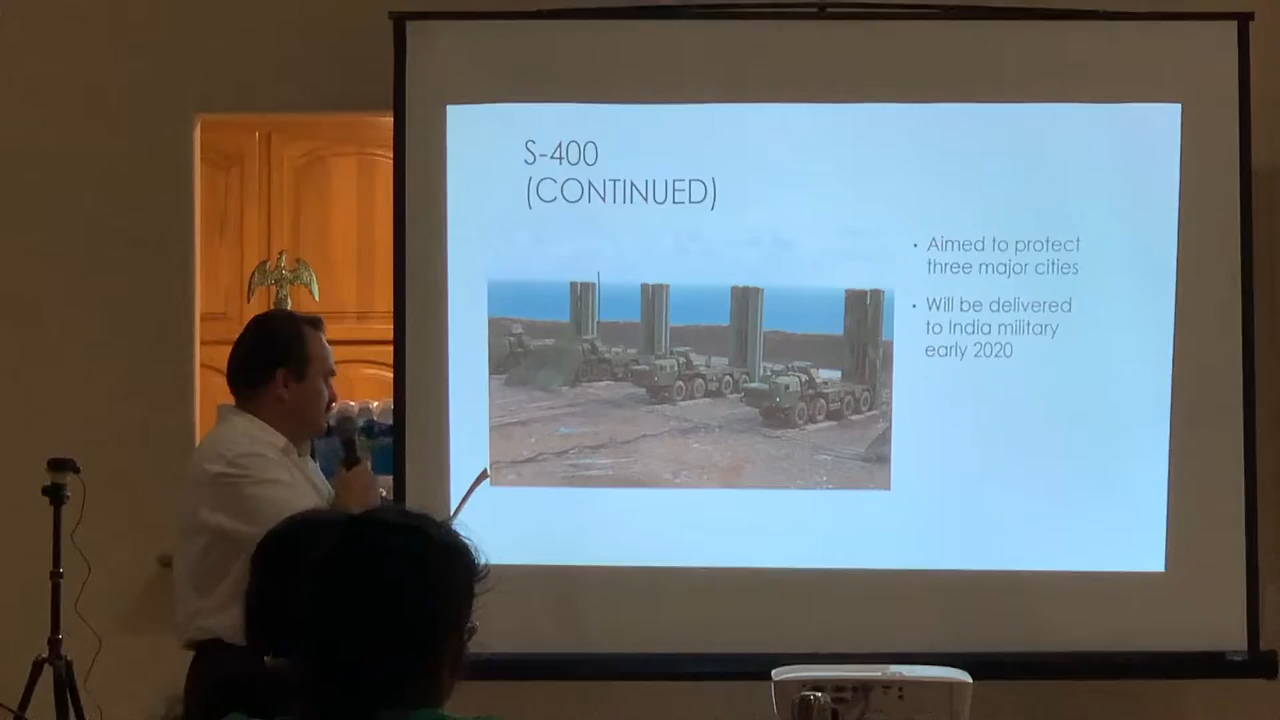 S-400
(CONTINUED)
• Aimed to protect
three major cities
• Will be delivered
to India military
early 2020